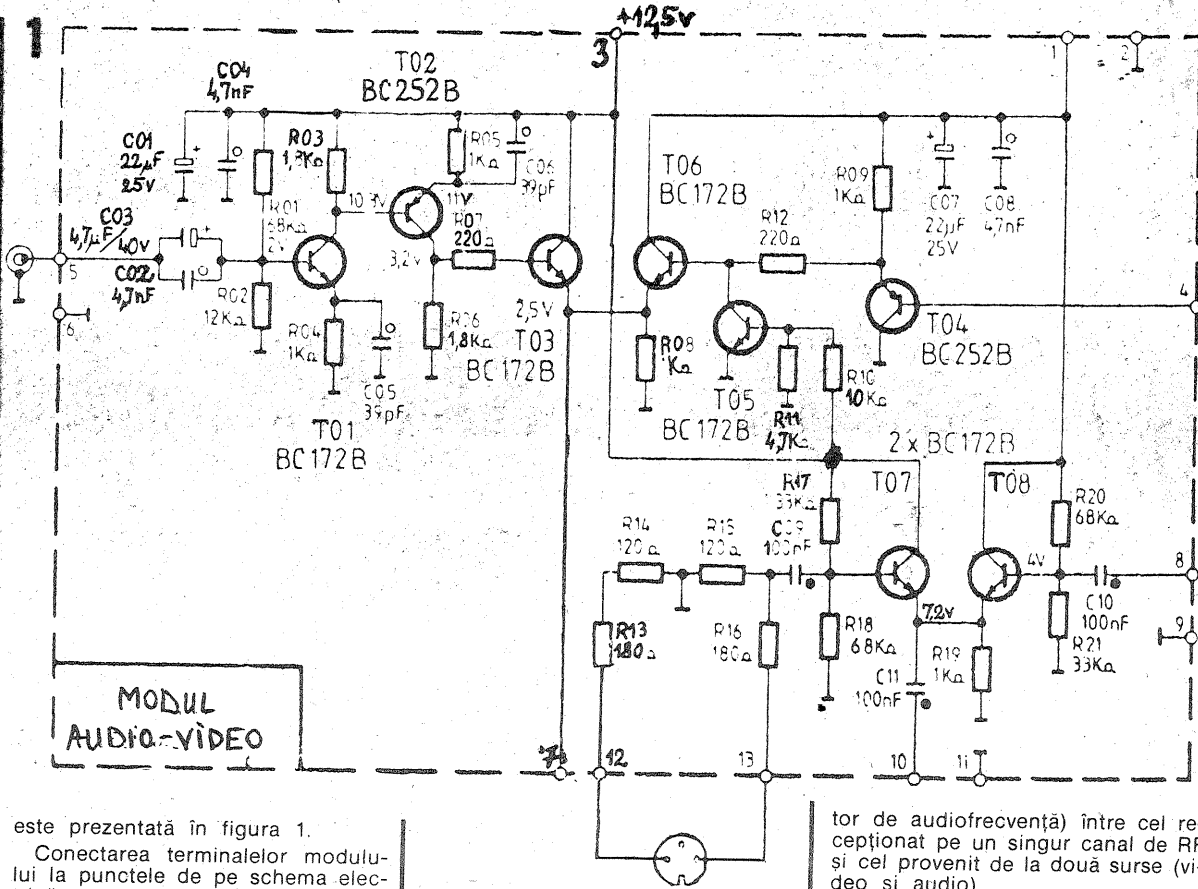 1
+12,5v
3
1
2
T02
BC252B
C04
4,7nF
C01
22µF
25V
R03
1,8KΩ
R05
1KΩ
C06
39pF
T06
BC172B
R09
1KΩ
C07
22µF
25V
C08
4,7nF
10,3V
11V
R07
220Ω
R12
220Ω
C03
4,7µF
40v
R01
68KΩ
2V
3,2V
5
C02
4,7nF
R02
12KΩ
4
6
R04
1KΩ
C05
39pF
R06
1,8KΩ
2,5V
T03
BC172B
R08
1KΩ
T04
BC252B
T05
BC172B
R11
4,7KΩ
R10
10KΩ
T01
BC172B
2 x BC172B
T07
T08
R17
33KΩ
R20
68KΩ
R14
120Ω
R15
120Ω
C09
100nF
4V
8
C10
100nF
R13
180Ω
R16
180Ω
R18
68KΩ
7,2v
R19
1KΩ
9
R21
33KΩ
C11
100nF
MODUL
AUDIO-VIDEO
7
12
13
10
11
este prezentată în figura 1.
Conectarea terminalelor modulu-
lui la punctele de pe schema elec-
tor de audiofrecvență) între cel re-
cepționat pe un singur canal de RF
și cel provenit de la două surse (vi-
deo și audio)